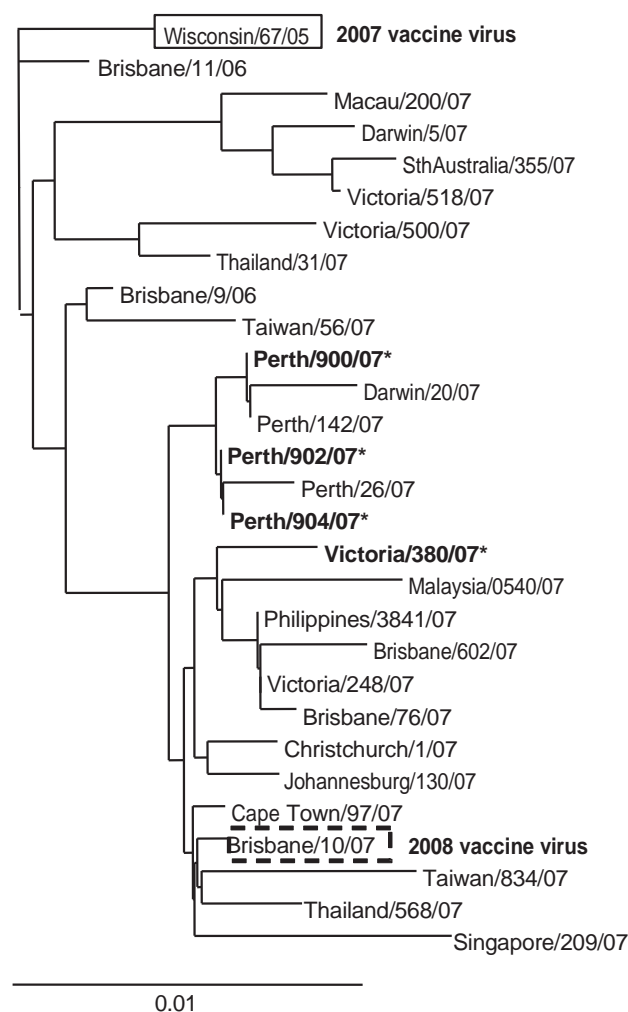 Wisconsin/67/05 2007 vaccine virus
Brisbane/11/06
Macau/200/07
Darwin/5/07
SthAustralia/355/07
Victoria/518/07
Victoria/500/07
Thailand/31/07
Brisbane/9/06
Taiwan/56/07
Perth/900/07*
Darwin/20/07
Perth/142/07
Perth/902/07*
Perth/26/07
Perth/904/07*
Victoria/380/07*
Malaysia/0540/07
Philippines/3841/07
Brisbane/602/07
Victoria/248/07
Brisbane/76/07
Christchurch/1/07
Johannesburg/130/07
Cape Town/97/07
Brisbane/10/07 2008 vaccine virus
Taiwan/834/07
Thailand/568/07
Singapore/209/07
0.01